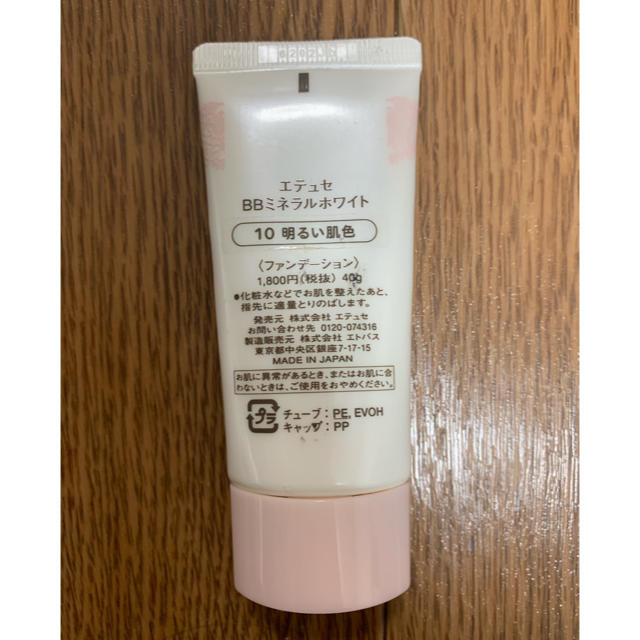 エテュセ
BBミネラルホワイト
10 明るい肌色
〈ファンデーション〉
1,800円(税抜) 40g
●化粧水などでお肌を整えたあと、
指先に適量とりのばします。
発売元 株式会社 エテュセ
お問い合わせ先 0120-074316
製造販売元 株式会社 エトバス
東京都中央区銀座7-17-15
MADE IN JAPAN
お肌に異常があるとき、またはお肌に合
わないときは、ご使用をおやめください。
プラ
チューブ：PE, EVOH
キャップ：PP